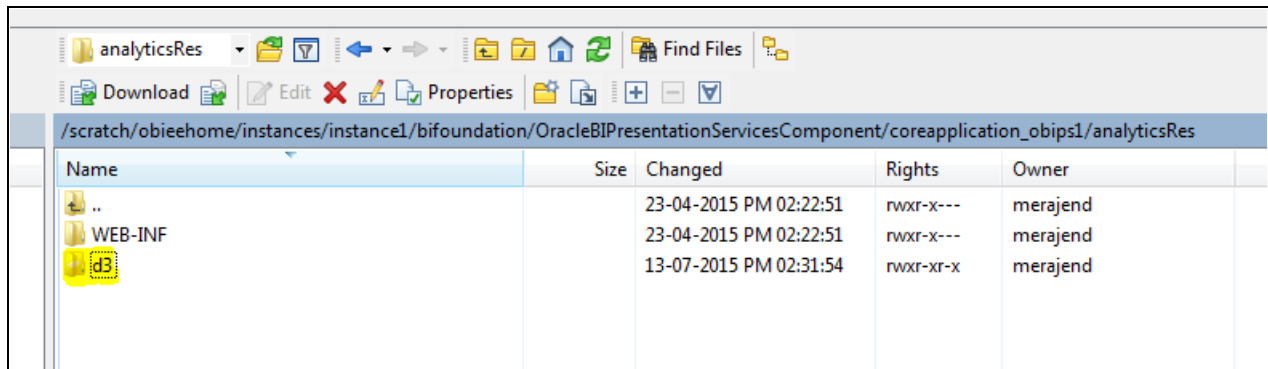 analyticsRes Find Files
Download Edit Properties
/scratch/obieehome/instances/instance1/bifoundation/OracleBIPresentationServicesComponent/coreapplication_obips1/analyticsRes
Name Size Changed Rights Owner
.. 23-04-2015 PM 02:22:51 rwxr-x--- merajend
WEB-INF 23-04-2015 PM 02:22:51 rwxr-x--- merajend
d3 13-07-2015 PM 02:31:54 rwxr-xr-x merajend